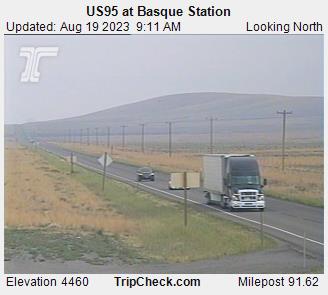 US95 at Basque Station
Updated: Aug 19 2023 9:11 AM Looking North
Elevation 4460 TripCheck.com Milepost 91.62